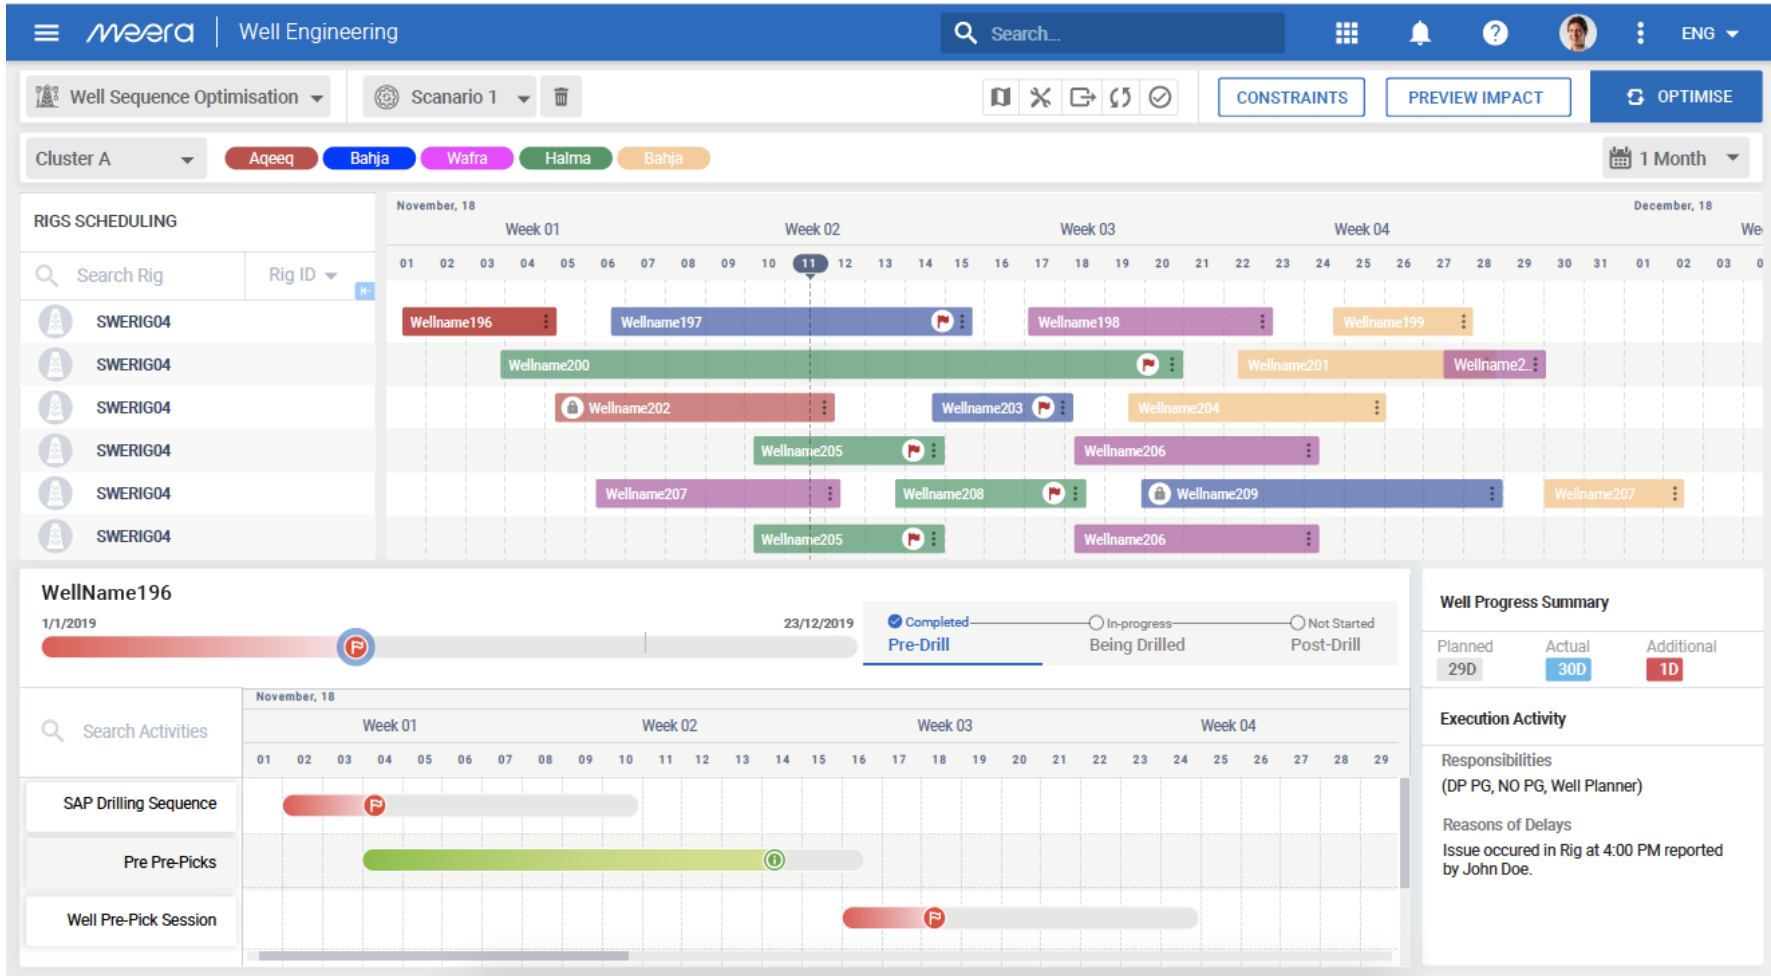 meera Well Engineering Search... ? ENG
Well Sequence Optimisation Scanario 1 CONSTRAINTS PREVIEW IMPACT OPTIMISE
Cluster A Aqeeq Bahja Wafra Halma Bahja 1 Month
RIGS SCHEDULING
November, 18 December, 18
Week 01 Week 02 Week 03 Week 04 We
Search Rig Rig ID
01 02 03 04 05 06 07 08 09 10 11 12 13 14 15 16 17 18 19 20 21 22 23 24 25 26 27 28 29 30 31 01 02 03 0
SWERIG04 Wellname196 Wellname197 Wellname198 Wellname199
SWERIG04 Wellname200 Wellname201 Wellname2..
SWERIG04 Wellname202 Wellname203 Wellname204
SWERIG04 Wellname205 Wellname206
SWERIG04 Wellname207 Wellname208 Wellname209 Wellname207
SWERIG04 Wellname205 Wellname206
WellName196
1/1/2019 23/12/2019
Completed In-progress Not Started
Pre-Drill Being Drilled Post-Drill
November, 18
Week 01 Week 02 Week 03 Week 04
Search Activities
01 02 03 04 05 06 07 08 09 10 11 12 13 14 15 16 17 18 19 20 21 22 23 24 25 26 27 28 29
SAP Drilling Sequence
Pre Pre-Picks
Well Pre-Pick Session
Well Progress Summary
Planned Actual Additional
29D 30D 1D
Execution Activity
Responsibilities
(DP PG, NO PG, Well Planner)
Reasons of Delays
Issue occured in Rig at 4:00 PM reported
by John Doe.